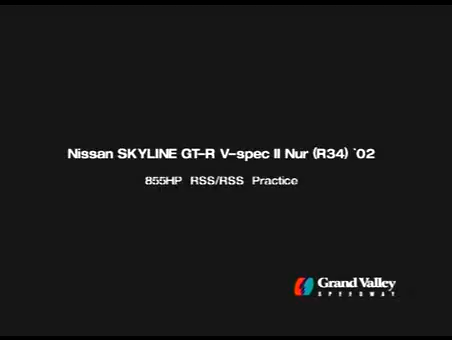 Nissan SKYLINE GT-R V-spec II Nur (R34) `02
855HP RSS/RSS Practice
Grand Valley
SPEEDWAY